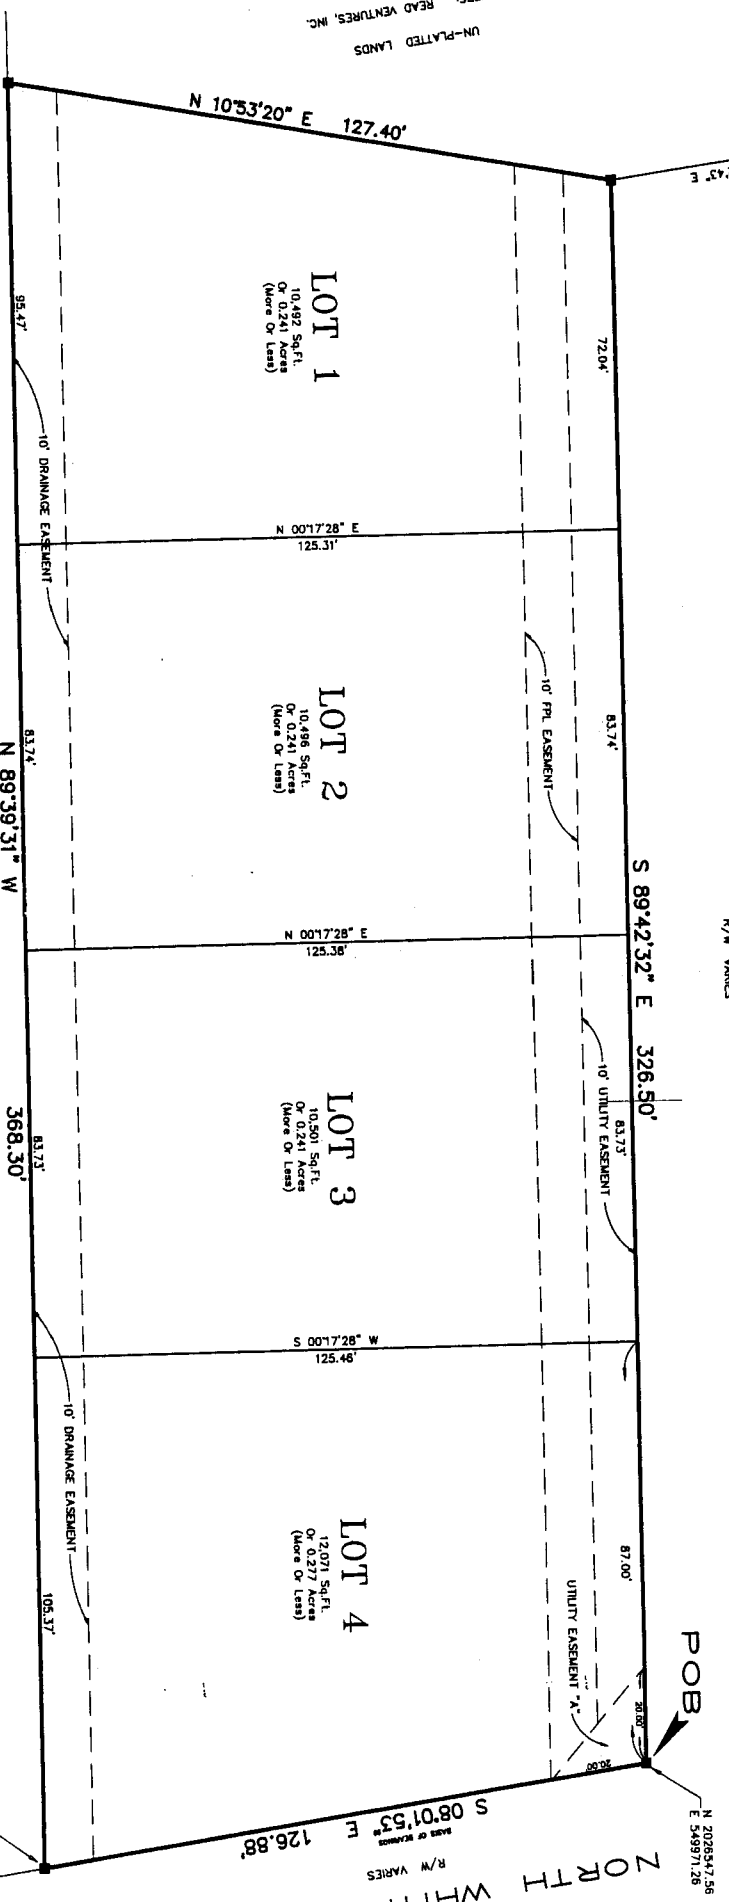 READ VENTURES, INC.
UN-PLATTED LANDS
N 10°53'20" E 127.40'
'43" E
R/W VARIES
LOT 1
10,492 Sq.Ft.
Or 0.241 Acres
(More Or Less)
72.04'
95.47'
10' DRAINAGE EASEMENT
N 00°17'28" E
125.31'
LOT 2
10,496 Sq.Ft.
Or 0.241 Acres
(More Or Less)
83.74'
83.74'
10' FPL EASEMENT
N 00°17'28" E
125.38'
S 89°42'32" E 326.50'
N 89°39'31" W 368.30'
LOT 3
10,501 Sq.Ft.
Or 0.241 Acres
(More Or Less)
83.73'
83.73'
10' UTILITY EASEMENT
S 00°17'28" W
125.46'
LOT 4
12,071 Sq.Ft.
Or 0.277 Acres
(More Or Less)
87.00'
105.37'
10' DRAINAGE EASEMENT
UTILITY EASEMENT "A"
20.00'
20.00'
POB
N 2026547.56
E 549971.26
S 08°01'53" E 126.88'
BASIS OF BEARINGS
R/W VARIES
NORTH WHI